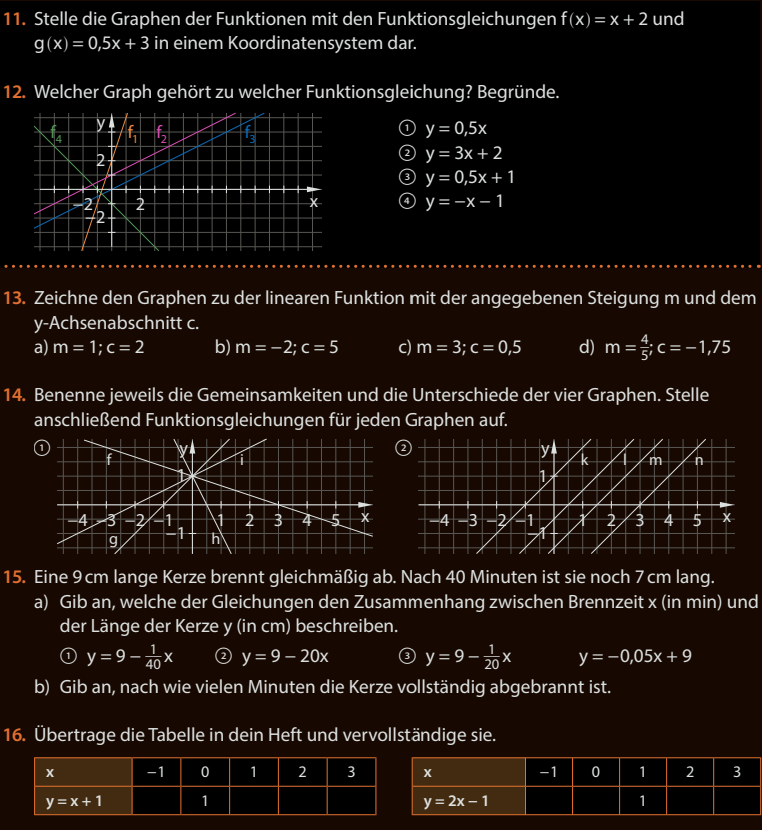 11. Stelle die Graphen der Funktionen mit den Funktionsgleichungen f(x) = x + 2 und
g(x) = 0,5x + 3 in einem Koordinatensystem dar.
12. Welcher Graph gehört zu welcher Funktionsgleichung? Begründe.
f₄ y f₁ f₂ f₃
2
−2 2 x
−2
① y = 0,5x
② y = 3x + 2
③ y = 0,5x + 1
④ y = −x − 1
13. Zeichne den Graphen zu der linearen Funktion mit der angegebenen Steigung m und dem
y-Achsenabschnitt c.
a) m = 1; c = 2 b) m = −2; c = 5 c) m = 3; c = 0,5 d) m = 4/5; c = −1,75
14. Benenne jeweils die Gemeinsamkeiten und die Unterschiede der vier Graphen. Stelle
anschließend Funktionsgleichungen für jeden Graphen auf.
① y
f i
1
−4 −3 −2 −1 1 2 3 4 5 x
−1
g h
② y
k l m n
1
−4 −3 −2 −1 1 2 3 4 5 x
−1
15. Eine 9 cm lange Kerze brennt gleichmäßig ab. Nach 40 Minuten ist sie noch 7 cm lang.
a) Gib an, welche der Gleichungen den Zusammenhang zwischen Brennzeit x (in min) und
der Länge der Kerze y (in cm) beschreiben.
① y = 9 − 1/40 x ② y = 9 − 20x ③ y = 9 − 1/20 x y = −0,05x + 9
b) Gib an, nach wie vielen Minuten die Kerze vollständig abgebrannt ist.
16. Übertrage die Tabelle in dein Heft und vervollständige sie.
x −1 0 1 2 3
y = x + 1 1
x −1 0 1 2 3
y = 2x − 1 1